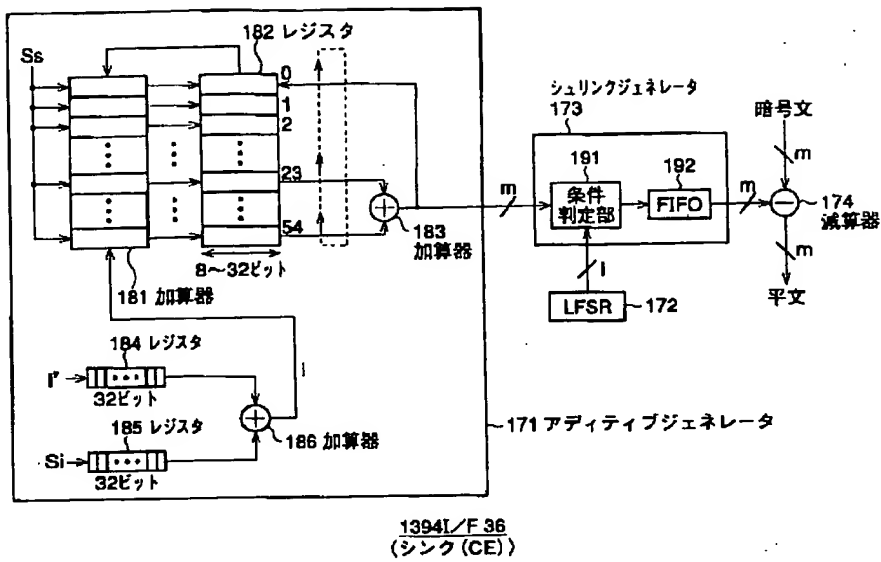 182 レジスタ
Ss
0
1
2
23
54
183
加算器
8〜32ビット
181 加算器
184 レジスタ
I'
32ビット
185 レジスタ
186 加算器
Si
32ビット
171 アディティブジェネレータ
m
シュリンクジェネレータ
173
191
条件
判定部
192
FIFO
l
LFSR
172
暗号文
m
m
174
減算器
m
平文
1394I/F 36
(シンク(CE))